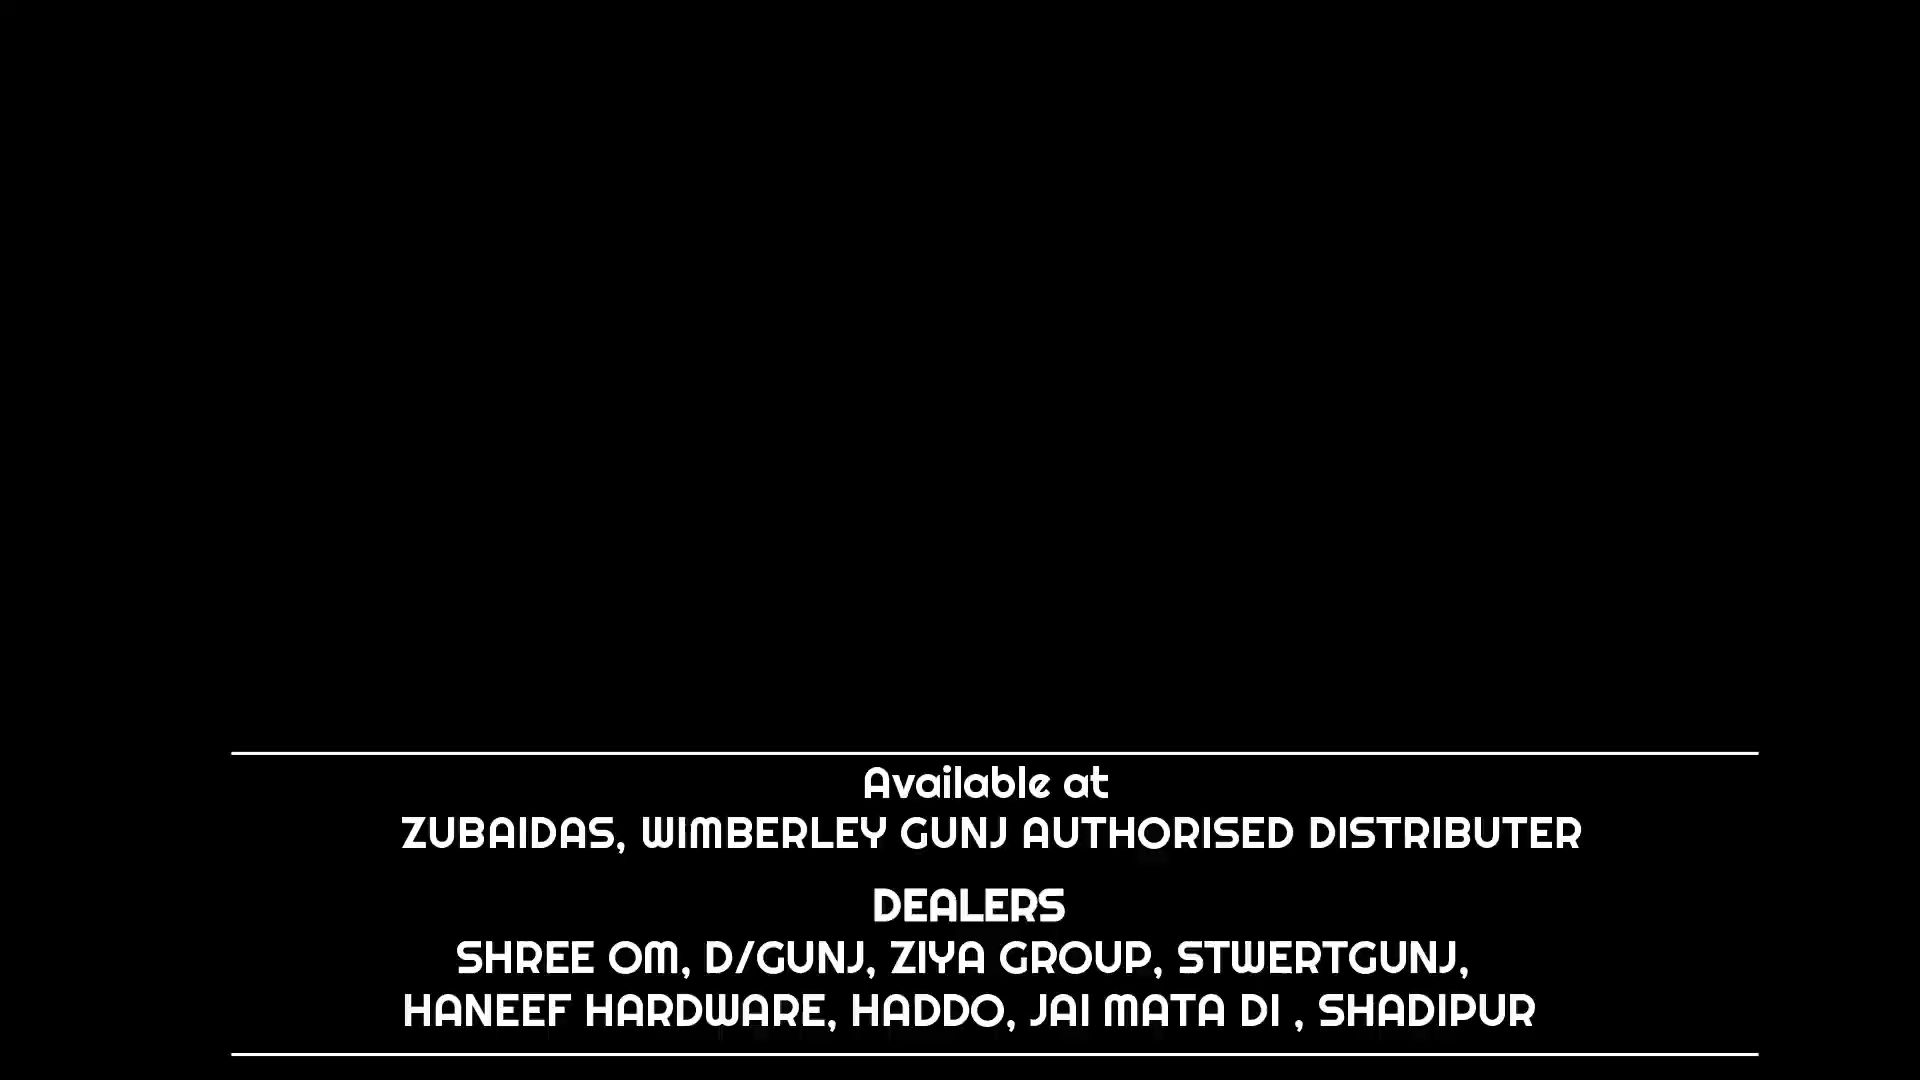 Available at
ZUBAIDAS, WIMBERLEY GUNJ AUTHORISED DISTRIBUTER
DEALERS
SHREE OM, D/GUNJ, ZIYA GROUP, STWERTGUNJ,
HANEEF HARDWARE, HADDO, JAI MATA DI , SHADIPUR